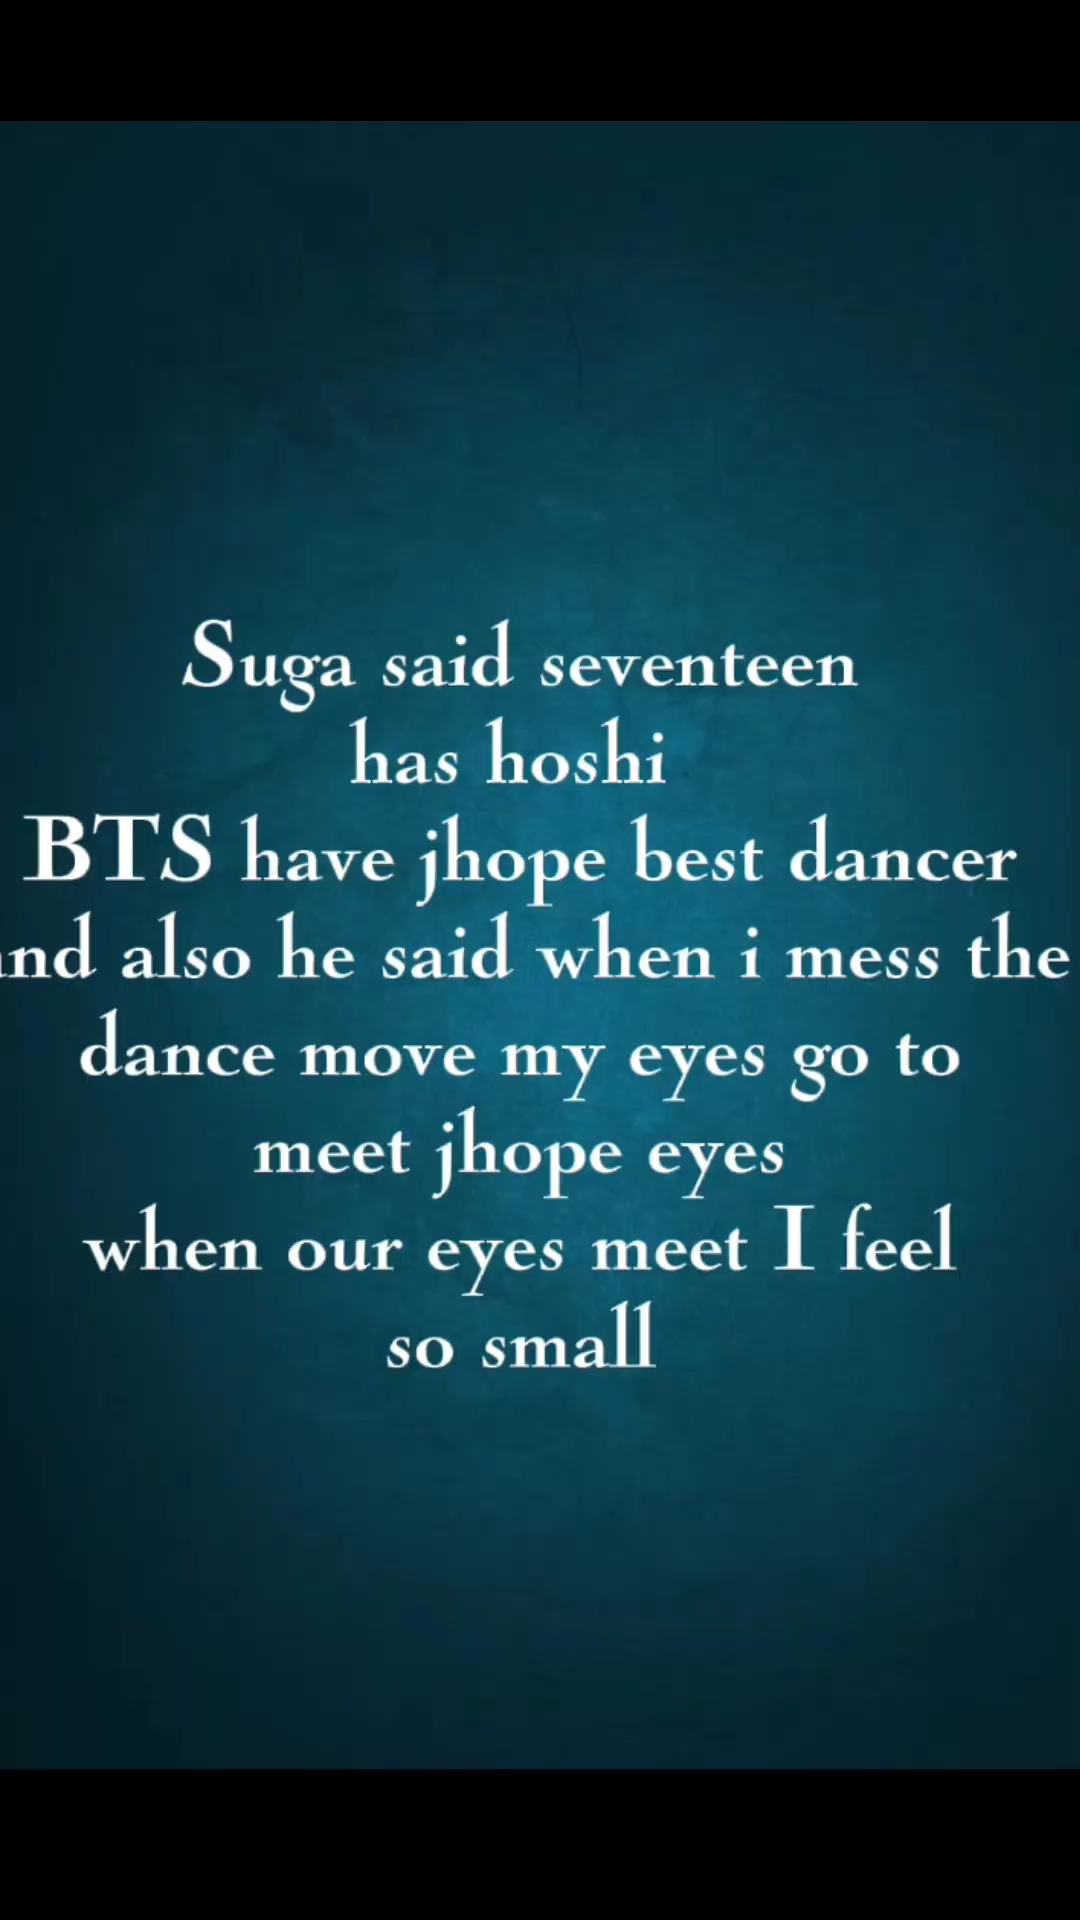 Suga said seventeen
has hoshi
BTS have jhope best dancer
nd also he said when i mess the
dance move my eyes go to
meet jhope eyes
when our eyes meet I feel
so small